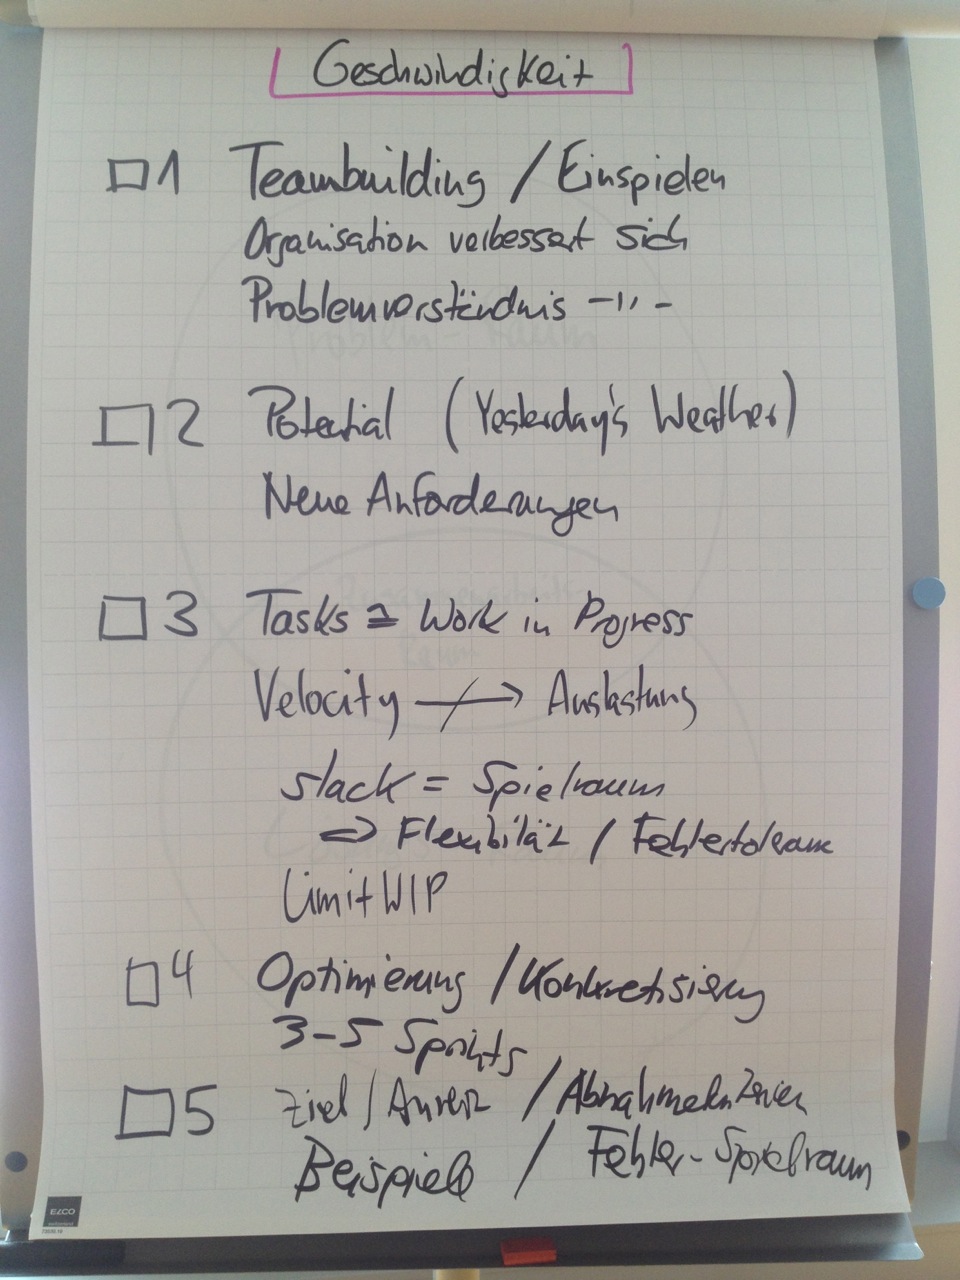 Geschwindigkeit
1 Teambuilding / Einspielen
Organisation verbessert sich
Problemverständnis -"-
2 Potential (Yesterday's Weather)
Neue Anforderungen
3 Tasks ≙ Work in Progress
Velocity ↛ Auslastung
slack = Spielraum
⇒ Flexibilität / Fehlertoleranz
Limit WIP
4 Optimierung / Konkretisierung
3-5 Sprints
5 Ziel / Anreiz / Abnahmekriterien
Beispiele / Fehler-Spielraum
ELCO